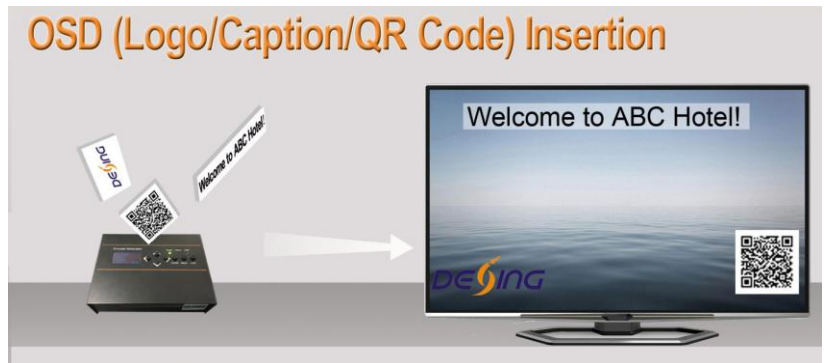 OSD (Logo/Caption/QR Code) Insertion
DeSing
Welcome to ABC Hotel!
Welcome to ABC Hotel!
DeSing